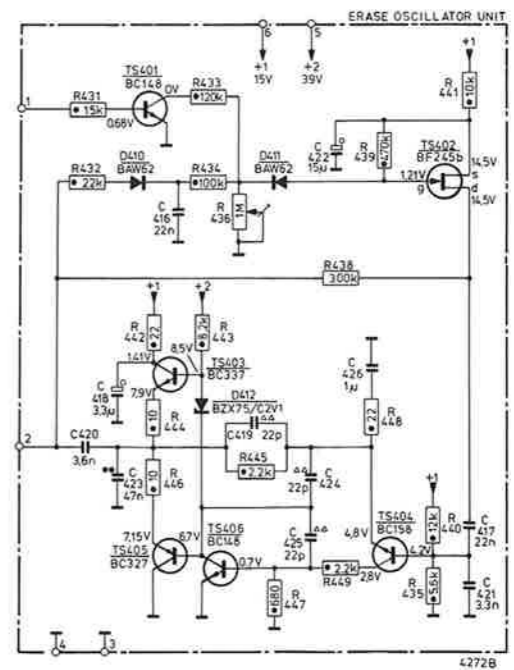 ERASE OSCILLATOR UNIT
6
5
+1
15V
+2
39V
+1
R
441
10k
TS401
BC148
0V
R433
120k
1
R431
15k
0,68V
C
422
15µ
R
439
470k
TS402
BF245b
14,5V
1,21V
s
g
d
14,5V
R432
22k
D410
BAW62
R434
100k
D411
BAW62
C
416
22n
R
436
1M
R438
300k
+1
+2
R
442
22
8,2k
R
443
8,5V
TS403
BC337
1,41V
C
418
3,3µ
7,9V
10
R
444
D412
BZX75/C2V1
C
426
1µ
22
R
448
C419
22p
2
C420
3,6n
R445
2,2k
C
423
47n
10
R
446
22p
C
424
+1
7,15V
6,7V
TS405
BC327
TS406
BC148
C
425
22p
TS404
BC158
4,8V
12k
R
440
C
417
22n
4,2V
0,7V
2,2k
R449
2,8V
R
435
5,6k
C
421
3,3n
680
R
447
4
3
4272B